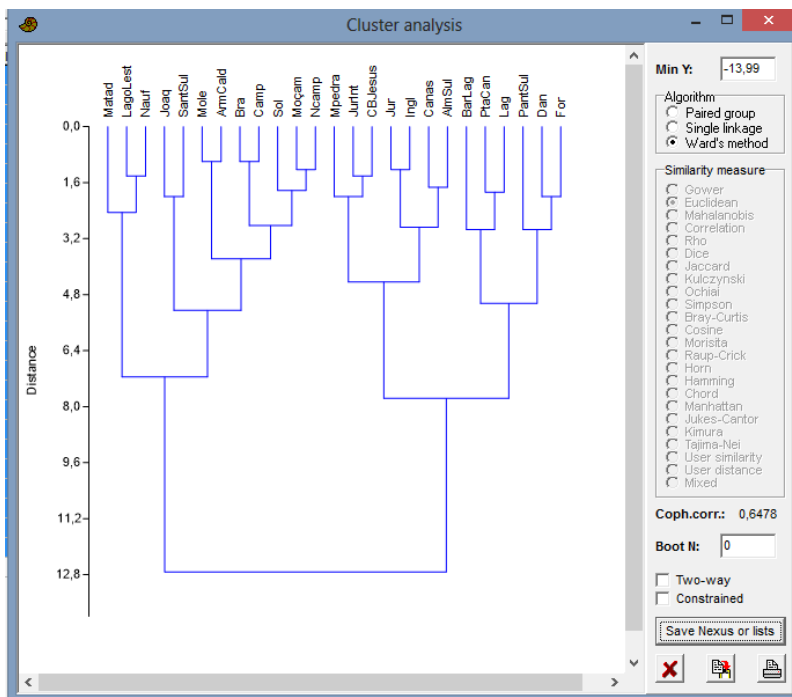 Cluster analysis
Matad
LagoLest
Nauf
Joaq
SantSul
Mole
ArmCald
Bra
Camp
Sol
Moçam
Ncamp
Mpedra
JurInt
CBJesus
Jur
Ingl
Canas
AlmSul
BarLag
PtaCan
Lag
PantSul
Dan
For
0,0
1,6
3,2
4,8
6,4
8,0
9,6
11,2
12,8
Distance
Min Y: -13,99
Algorithm
Paired group
Single linkage
Ward's method
Similarity measure
Gower
Euclidean
Mahalanobis
Correlation
Rho
Dice
Jaccard
Kulczynski
Ochiai
Simpson
Bray-Curtis
Cosine
Morisita
Raup-Crick
Horn
Hamming
Chord
Manhattan
Jukes-Cantor
Kimura
Tajima-Nei
User similarity
User distance
Mixed
Coph.corr.: 0,6478
Boot N: 0
Two-way
Constrained
Save Nexus or lists